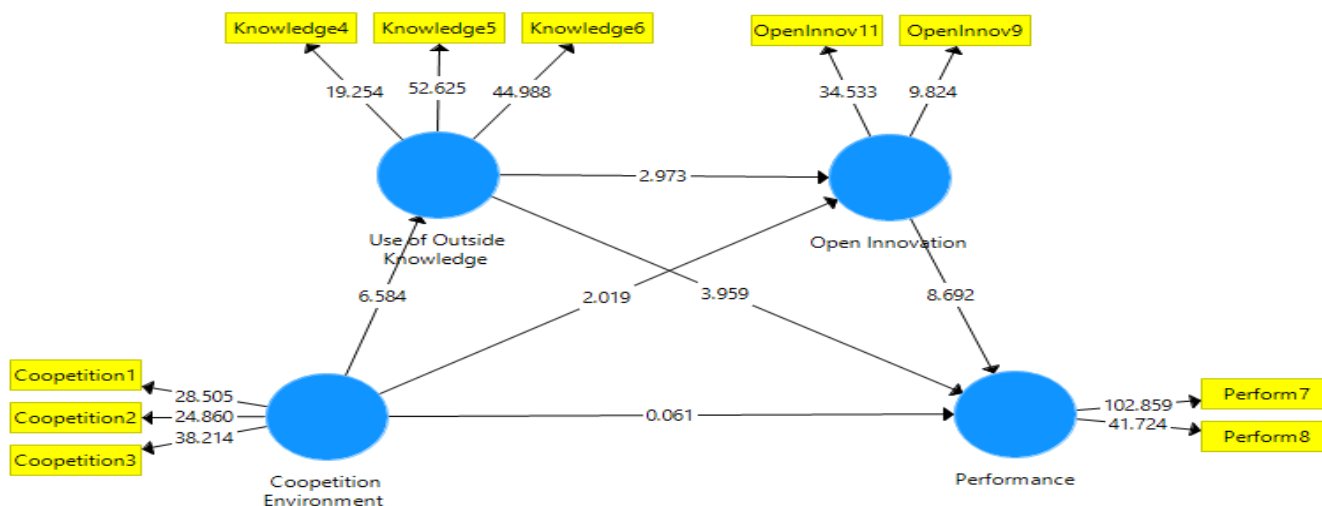 Knowledge4 Knowledge5 Knowledge6 OpenInnov11 OpenInnov9
19.254 52.625 44.988 34.533 9.824
2.973
Use of Outside
Knowledge
Open Innovation
6.584 2.019 3.959 8.692
Coopetition1
Coopetition2
Coopetition3
28.505
24.860
38.214
0.061
102.859
41.724
Perform7
Perform8
Coopetition
Environment
Performance